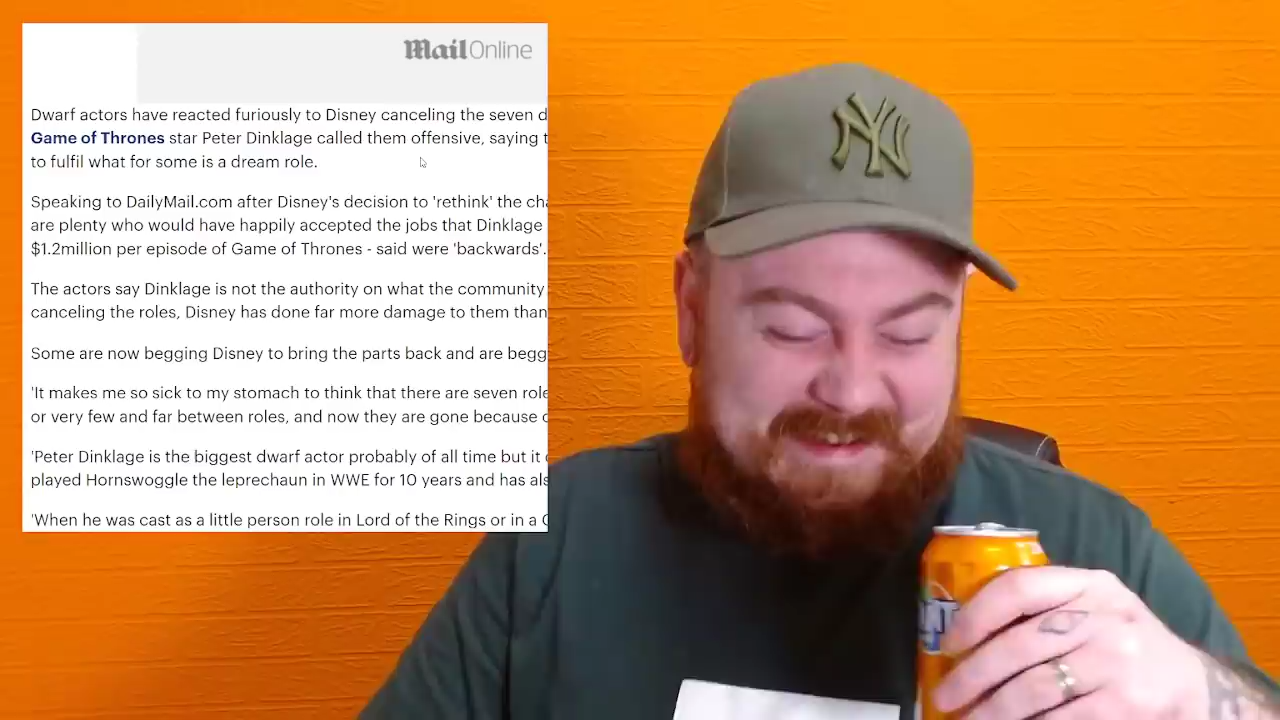 Mail Online
Dwarf actors have reacted furiously to Disney canceling the seven d
Game of Thrones star Peter Dinklage called them offensive, saying t
to fulfil what for some is a dream role.
Speaking to DailyMail.com after Disney's decision to 'rethink' the cha
are plenty who would have happily accepted the jobs that Dinklage
$1.2million per episode of Game of Thrones - said were 'backwards'.
The actors say Dinklage is not the authority on what the community
canceling the roles, Disney has done far more damage to them than
Some are now begging Disney to bring the parts back and are begg
'It makes me so sick to my stomach to think that there are seven role
or very few and far between roles, and now they are gone because o
'Peter Dinklage is the biggest dwarf actor probably of all time but it d
played Hornswoggle the leprechaun in WWE for 10 years and has als
'When he was cast as a little person role in Lord of the Rings or in a
NY